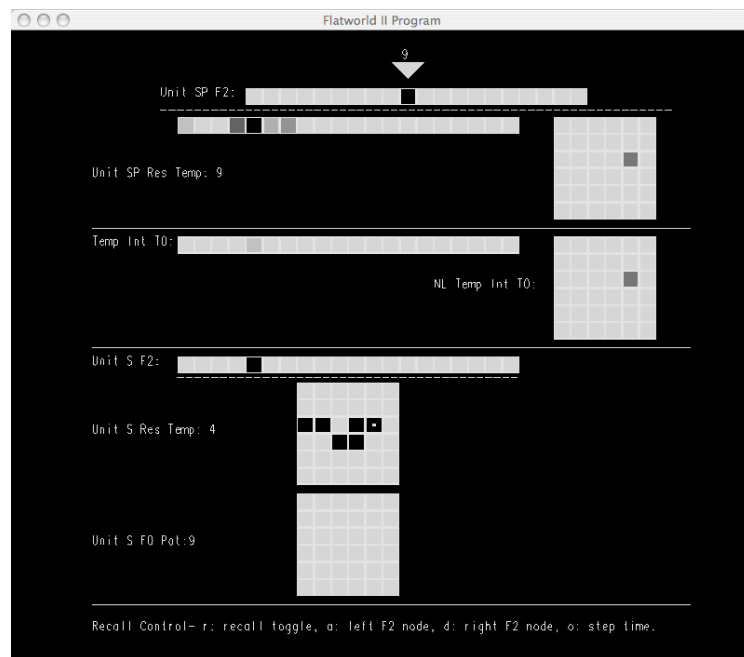 Flatworld II Program
9
Unit SP F2:
Unit SP Res Temp: 9
Temp Int T0:
NL Temp Int T0:
Unit S F2:
Unit S Res Temp: 4
Unit S F0 Pot:9
Recall Control- r: recall toggle, a: left F2 node, d: right F2 node, o: step time.